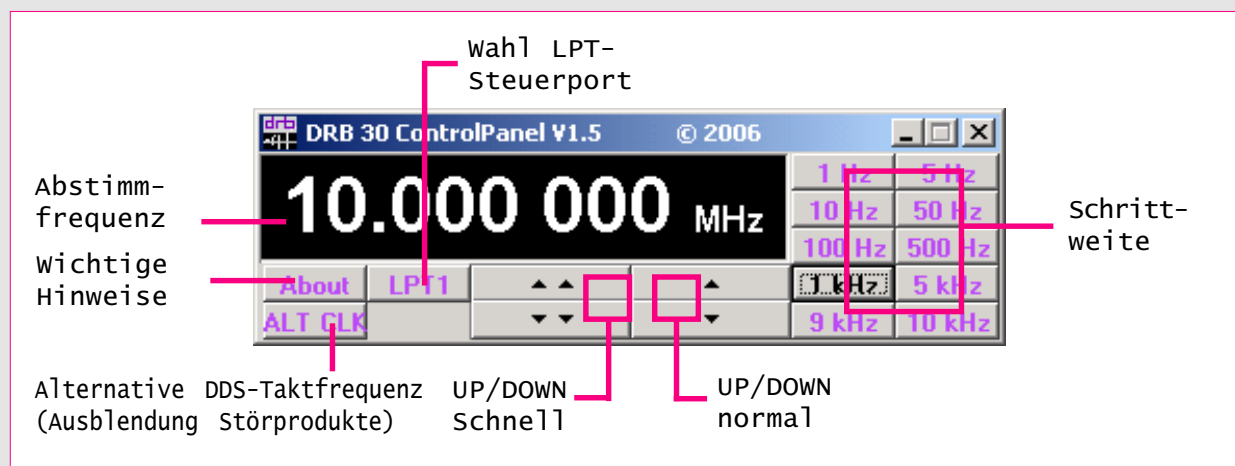 Wahl LPT-
Steuerport
drb
DRB 30 ControlPanel V1.5 © 2006
Abstimm-
frequenz
10.000 000 MHz
1 Hz 5 Hz
10 Hz 50 Hz
100 Hz 500 Hz
Schritt-
weite
Wichtige
Hinweise
About LPT1
1 kHz 5 kHz
ALT CLK
9 kHz 10 kHz
Alternative DDS-Taktfrequenz
(Ausblendung Störprodukte)
UP/DOWN
Schnell
UP/DOWN
normal